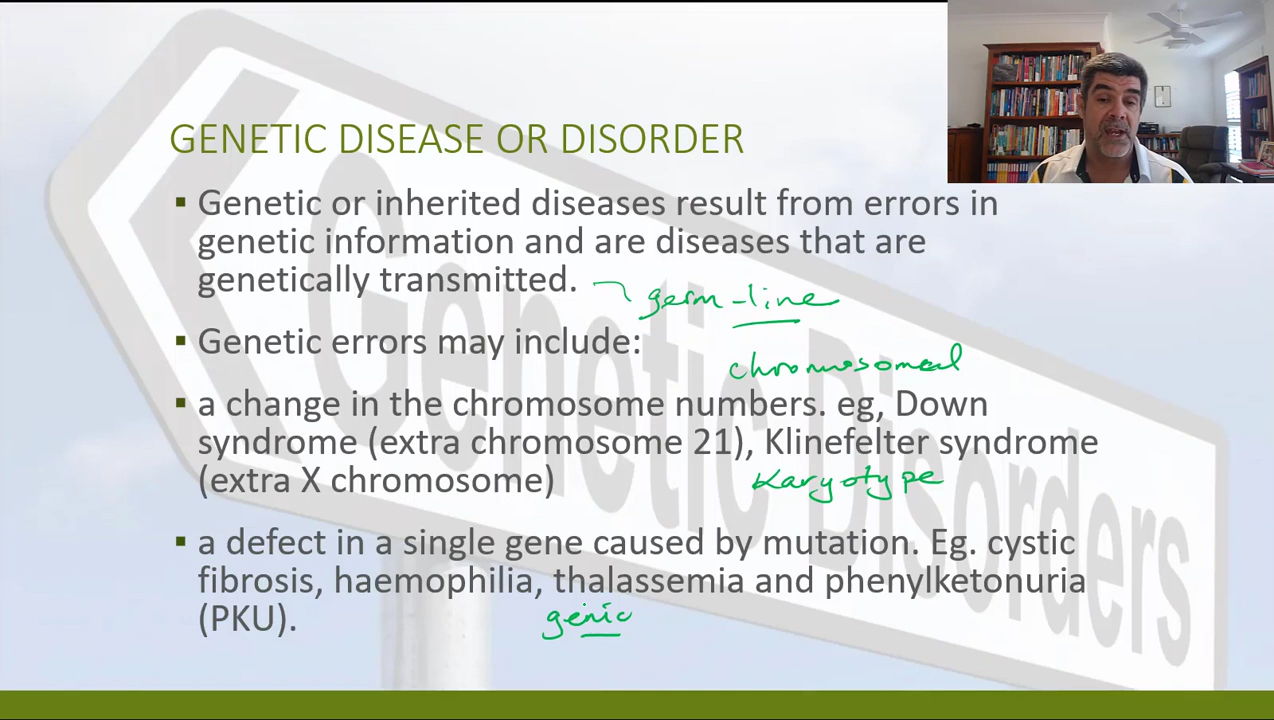 GENETIC DISEASE OR DISORDER
▪ Genetic or inherited diseases result from errors in
genetic information and are diseases that are
genetically transmitted.
germ-line
▪ Genetic errors may include:
chromosomal
▪ a change in the chromosome numbers. eg, Down
syndrome (extra chromosome 21), Klinefelter syndrome
(extra X chromosome)
Karyotype
▪ a defect in a single gene caused by mutation. Eg. cystic
fibrosis, haemophilia, thalassemia and phenylketonuria
(PKU).
genic
Genetic Disorders